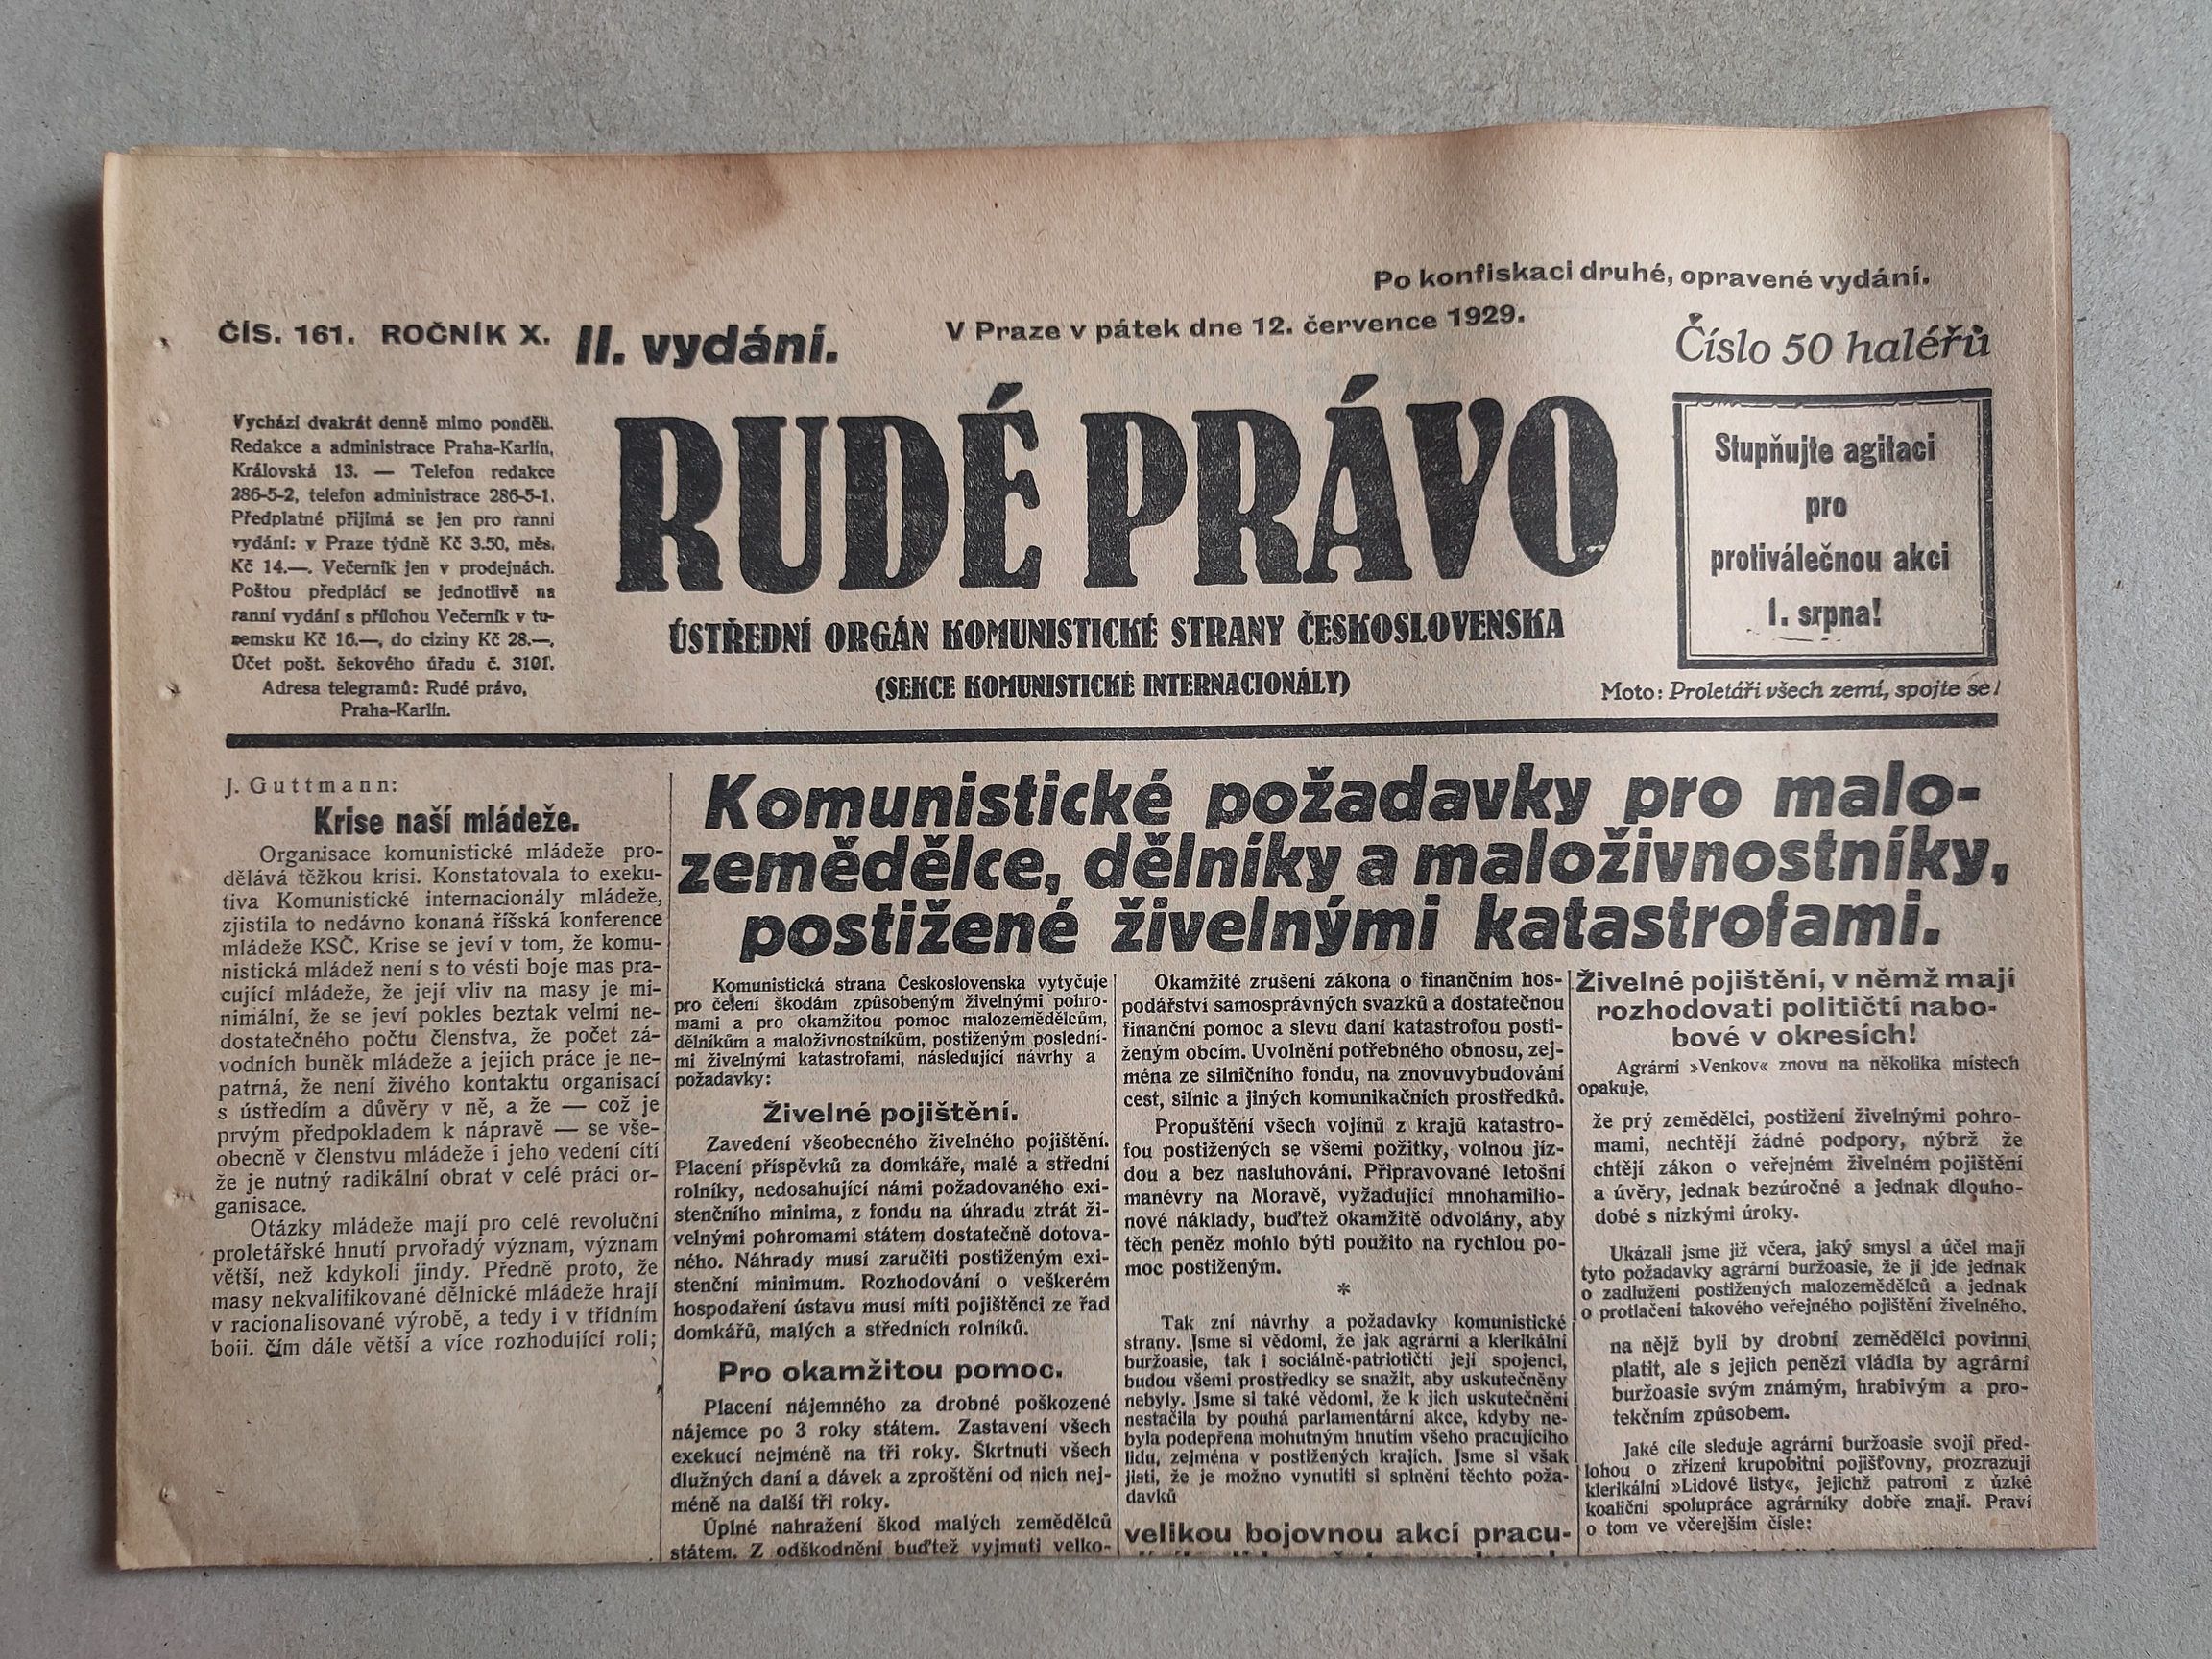 Po konfiskaci druhé, opravené vydání.
ČÍS. 161. ROČNÍK X. II. vydání.
V Praze v pátek dne 12. července 1929.
Číslo 50 haléřů
Vychází dvakrát denně mimo pondělí.
Redakce a administrace Praha-Karlín,
Královská 13. — Telefon redakce
286-5-2, telefon administrace 286-5-1.
Předplatné přijímá se jen pro ranní
vydání: v Praze týdně Kč 3.50, měs.
Kč 14.—. Večerník jen v prodejnách.
Poštou předplácí se jednotlivě na
ranní vydání s přílohou Večerník v tu-
zemsku Kč 16.—, do ciziny Kč 28.—,
Účet pošt. šekového úřadu č. 3101.
Adresa telegramů: Rudé právo,
Praha-Karlín.
RUDÉ PRÁVO
ÚSTŘEDNÍ ORGÁN KOMUNISTICKÉ STRANY ČESKOSLOVENSKA
(SEKCE KOMUNISTICKÉ INTERNACIONÁLY)
Stupňujte agitaci
pro
protiválečnou akci
1. srpna!
Moto: Proletáři všech zemí, spojte se!
J. Guttmann:
Krise naší mládeže.
Organisace komunistické mládeže pro-
dělává těžkou krisi. Konstatovala to exeku-
tiva Komunistické internacionály mládeže,
zjistila to nedávno konaná říšská konference
mládeže KSČ. Krise se jeví v tom, že komu-
nistická mládež není s to vésti boje mas pra-
cující mládeže, že její vliv na masy je mi-
nimální, že se jeví pokles beztak velmi ne-
dostatečného počtu členstva, že počet zá-
vodních buněk mládeže a jejich práce je ne-
patrná, že není živého kontaktu organisací
s ústředím a důvěry v ně, a že — což je
prvým předpokladem k nápravě — se vše-
obecně v členstvu mládeže i jeho vedení cítí
že je nutný radikální obrat v celé práci or-
ganisace.
Otázky mládeže mají pro celé revoluční
proletářské hnutí prvořadý význam, význam
větší, než kdykoli jindy. Předně proto, že
masy nekvalifikované dělnické mládeže hrají
v racionalisované výrobě, a tedy i v třídním
boji. čím dále větší a více rozhodující roli;
Komunistické požadavky pro malo-
zemědělce, dělníky a maloživnostníky,
postižené živelnými katastrofami.
Komunistická strana Československa vytyčuje
pro čelení škodám způsobeným živelnými pohro-
mami a pro okamžitou pomoc malozemědělcům,
dělníkům a maloživnostníkům, postiženým poslední-
mi živelnými katastrofami, následující návrhy a
požadavky:
Živelné pojištění.
Zavedení všeobecného živelného pojištění.
Placení příspěvků za domkáře, malé a střední
rolníky, nedosahující námi požadovaného exi-
stenčního minima, z fondu na úhradu ztrát ži-
velnými pohromami státem dostatečně dotova-
ného. Náhrady musí zaručiti postiženým exi-
stenční minimum. Rozhodování o veškerém
hospodaření ústavu musí míti pojištěnci ze řad
domkářů, malých a středních rolníků.
Pro okamžitou pomoc.
Placení nájemného za drobné poškozené
nájemce po 3 roky státem. Zastavení všech
exekucí nejméně na tři roky. Škrtnutí všech
dlužných daní a dávek a zproštění od nich nej-
méně na další tři roky.
Úplné nahražení škod malých zemědělců
státem. Z odškodnění buďtež vyjmuti velko-
Okamžité zrušení zákona o finančním hos-
podářství samosprávných svazků a dostatečnou
finanční pomoc a slevu daní katastrofou posti-
ženým obcím. Uvolnění potřebného obnosu, zej-
ména ze silničního fondu, na znovuvybudování
cest, silnic a jiných komunikačních prostředků.
Propuštění všech vojínů z krajů katastro-
fou postižených se všemi požitky, volnou jíz-
dou a bez nasluhování. Připravované letošní
manévry na Moravě, vyžadující mnohamilio-
nové náklady, buďtež okamžitě odvolány, aby
těch peněz mohlo býti použito na rychlou po-
moc postiženým.
*
Tak zní návrhy a požadavky komunistické
strany. Jsme si vědomi, že jak agrární a klerikální
buržoasie, tak i sociálně-patriotičtí její spojenci,
budou všemi prostředky se snažit, aby uskutečněny
nebyly. Jsme si také vědomi, že k jich uskutečnění
nestačila by pouhá parlamentární akce, kdyby ne-
byla podepřena mohutným hnutím všeho pracujícího
lidu, zejména v postižených krajích. Jsme si však
jisti, že je možno vynutiti si splnění těchto poža-
davků
velikou bojovnou akcí pracu-
Živelné pojištění, v němž mají
rozhodovati političtí nabo-
bové v okresích!
Agrární »Venkov« znovu na několika místech
opakuje,
že prý zemědělci, postižení živelnými pohro-
mami, nechtějí žádné podpory, nýbrž že
chtějí zákon o veřejném živelném pojištění
a úvěry, jednak bezúročné a jednak dlouho-
dobé s nízkými úroky.
Ukázali jsme již včera, jaký smysl a účel mají
tyto požadavky agrární buržoasie, že jí jde jednak
o zadlužení postižených malozemědělců a jednak
o protlačení takového veřejného pojištění živelného,
na nějž byli by drobní zemědělci povinni
platit, ale s jejich penězi vládla by agrární
buržoasie svým známým, hrabivým a pro-
tekčním způsobem.
Jaké cíle sleduje agrární buržoasie svojí před-
lohou o zřízení krupobitní pojišťovny, prozrazují
klerikální »Lidové listy«, jejichž patroni z úzké
koaliční spolupráce agrárníky dobře znají. Praví
o tom ve včerejším čísle: